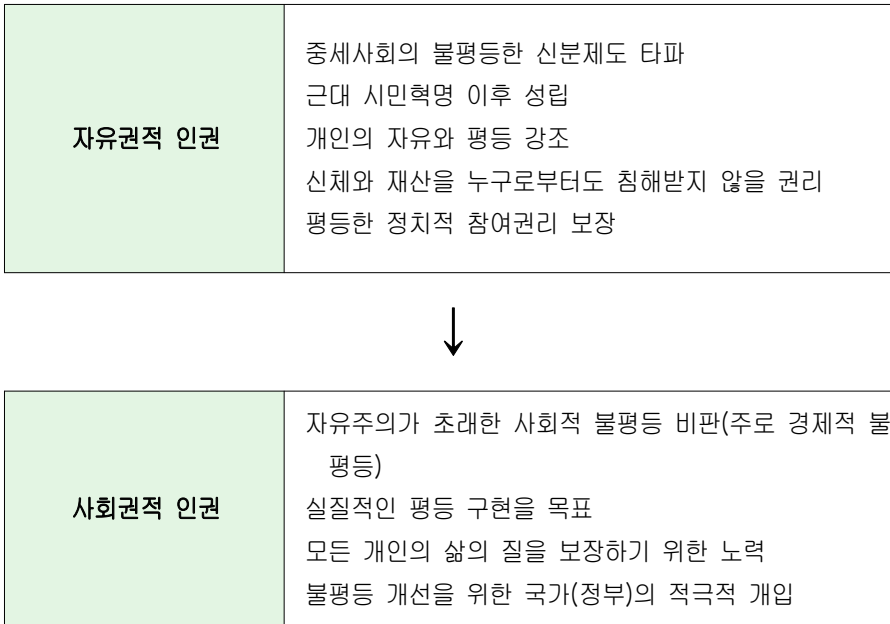 자유권적 인권
중세사회의 불평등한 신분제도 타파
근대 시민혁명 이후 성립
개인의 자유와 평등 강조
신체와 재산을 누구로부터도 침해받지 않을 권리
평등한 정치적 참여권리 보장
↓
사회권적 인권
자유주의가 초래한 사회적 불평등 비판(주로 경제적 불
평등)
실질적인 평등 구현을 목표
모든 개인의 삶의 질을 보장하기 위한 노력
불평등 개선을 위한 국가(정부)의 적극적 개입